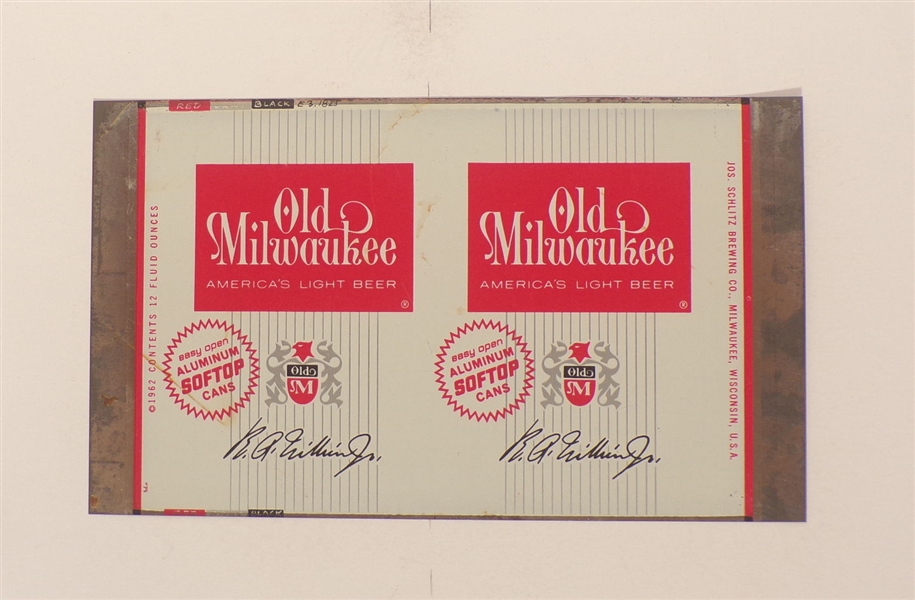 RED
BLACK
©1962 CONTENTS 12 FLUID OUNCES
Old
Milwaukee
AMERICA'S LIGHT BEER
®
easy open
ALUMINUM
SOFTOP
CANS
Old
M
Old
Milwaukee
AMERICA'S LIGHT BEER
®
easy open
ALUMINUM
SOFTOP
CANS
Old
M
JOS. SCHLITZ BREWING CO., MILWAUKEE, WISCONSIN, U.S.A.
RED
BLACK